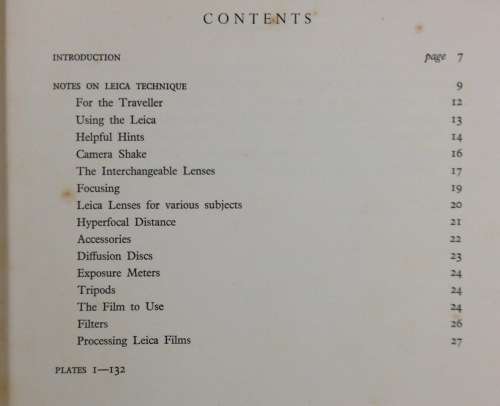 CONTENTS
INTRODUCTION page 7
NOTES ON LEICA TECHNIQUE 9
For the Traveller 12
Using the Leica 13
Helpful Hints 14
Camera Shake 16
The Interchangeable Lenses 17
Focusing 19
Leica Lenses for various subjects 20
Hyperfocal Distance 21
Accessories 22
Diffusion Discs 23
Exposure Meters 24
Tripods 24
The Film to Use 24
Filters 26
Processing Leica Films 27
PLATES 1—132